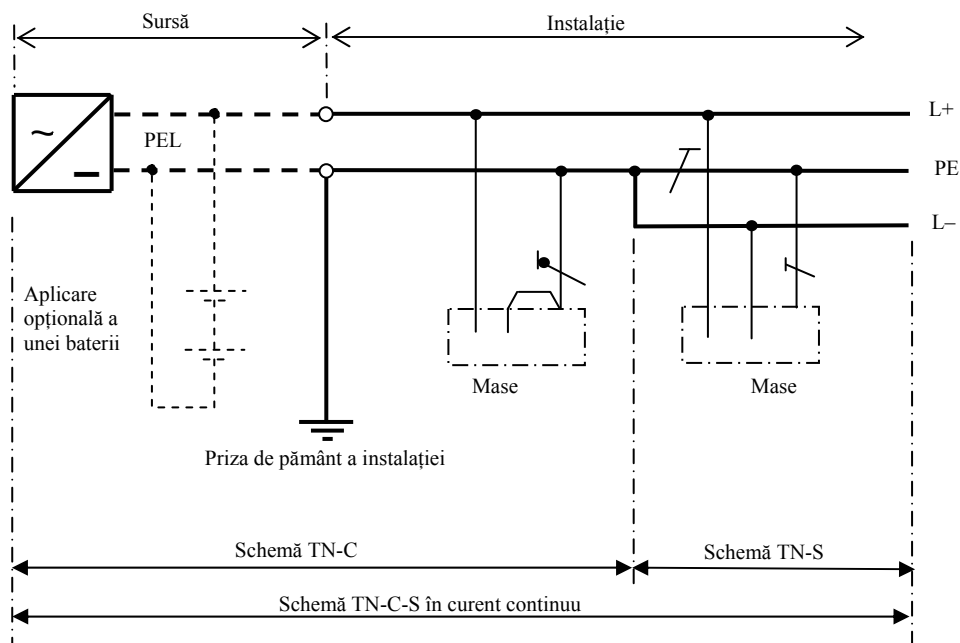 Sursă
Instalație
L+
PEL
PE
L–
Aplicare
opțională a
unei baterii
Mase
Mase
Priza de pământ a instalației
Schemă TN-C
Schemă TN-S
Schemă TN-C-S în curent continuu